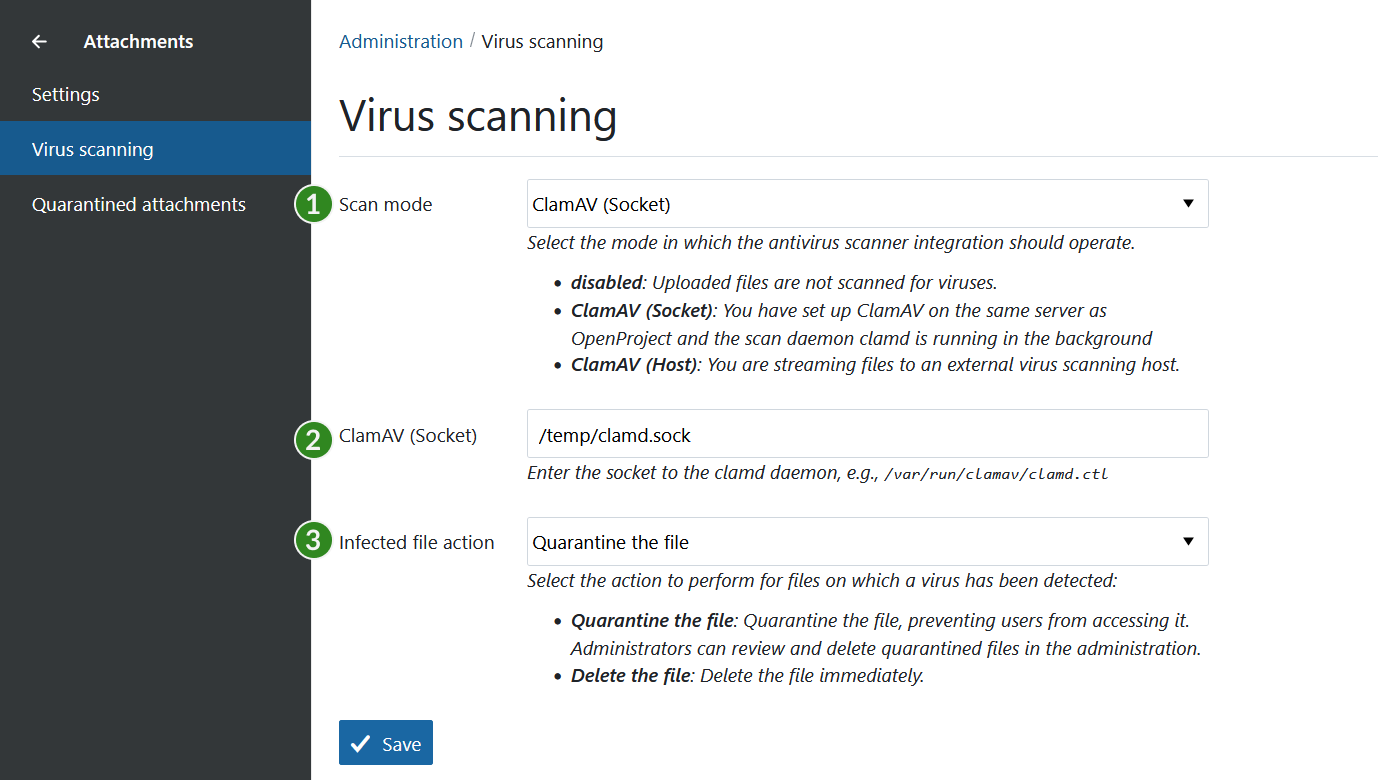 Attachments
Settings
Virus scanning
Quarantined attachments
Administration / Virus scanning
Virus scanning
1 Scan mode
ClamAV (Socket)
Select the mode in which the antivirus scanner integration should operate.
• disabled: Uploaded files are not scanned for viruses.
• ClamAV (Socket): You have set up ClamAV on the same server as
OpenProject and the scan daemon clamd is running in the background
• ClamAV (Host): You are streaming files to an external virus scanning host.
2 ClamAV (Socket)
/temp/clamd.sock
Enter the socket to the clamd daemon, e.g., /var/run/clamav/clamd.ctl
3 Infected file action
Quarantine the file
Select the action to perform for files on which a virus has been detected:
• Quarantine the file: Quarantine the file, preventing users from accessing it.
Administrators can review and delete quarantined files in the administration.
• Delete the file: Delete the file immediately.
Save